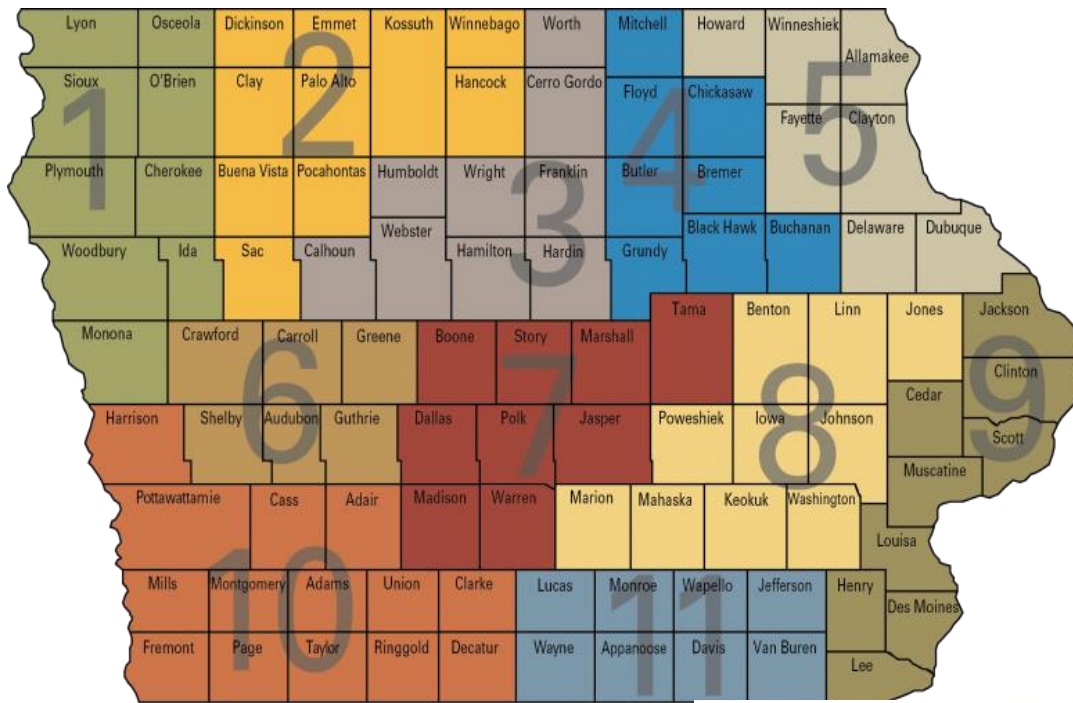 Lyon
Osceola
Dickinson
Emmet
Kossuth
Winnebago
Worth
Mitchell
Howard
Winneshiek
Allamakee
Sioux
O'Brien
Clay
Palo Alto
Hancock
Cerro Gordo
Floyd
Chickasaw
Fayette
Clayton
1
2
3
4
5
Plymouth
Cherokee
Buena Vista
Pocahontas
Humboldt
Wright
Franklin
Butler
Bremer
Woodbury
Ida
Sac
Calhoun
Webster
Hamilton
Hardin
Grundy
Black Hawk
Buchanan
Delaware
Dubuque
Monona
Crawford
Carroll
Greene
Boone
Story
Marshall
Tama
Benton
Linn
Jones
Jackson
Clinton
6
7
8
9
Harrison
Shelby
Audubon
Guthrie
Dallas
Polk
Jasper
Poweshiek
Iowa
Johnson
Cedar
Scott
Muscatine
Pottawattamie
Cass
Adair
Madison
Warren
Marion
Mahaska
Keokuk
Washington
Louisa
10
11
Mills
Montgomery
Adams
Union
Clarke
Lucas
Monroe
Wapello
Jefferson
Henry
Des Moines
Fremont
Page
Taylor
Ringgold
Decatur
Wayne
Appanoose
Davis
Van Buren
Lee